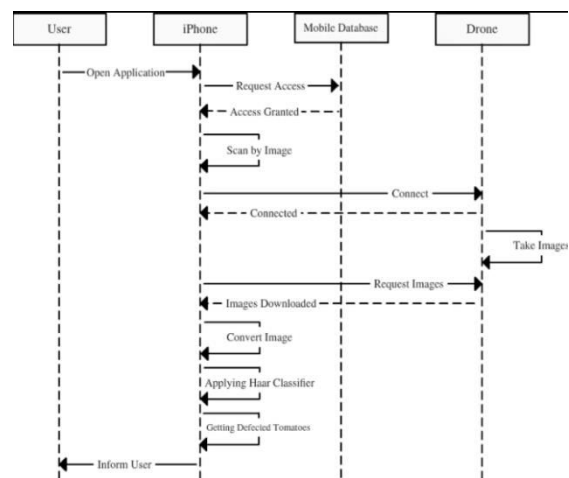 User
iPhone
Mobile Database
Drone
Open Application
Request Access
Access Granted
Scan by Image
Connect
Connected
Take Images
Request Images
Images Downloaded
Convert Image
Applying Haar Classifier
Getting Defected Tomatoes
Inform User